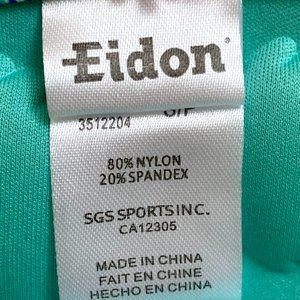 Eidon®
3512204
80% NYLON
20% SPANDEX
SGS SPORTS INC.
CA12305
MADE IN CHINA
FAIT EN CHINE
HECHO EN CHINA